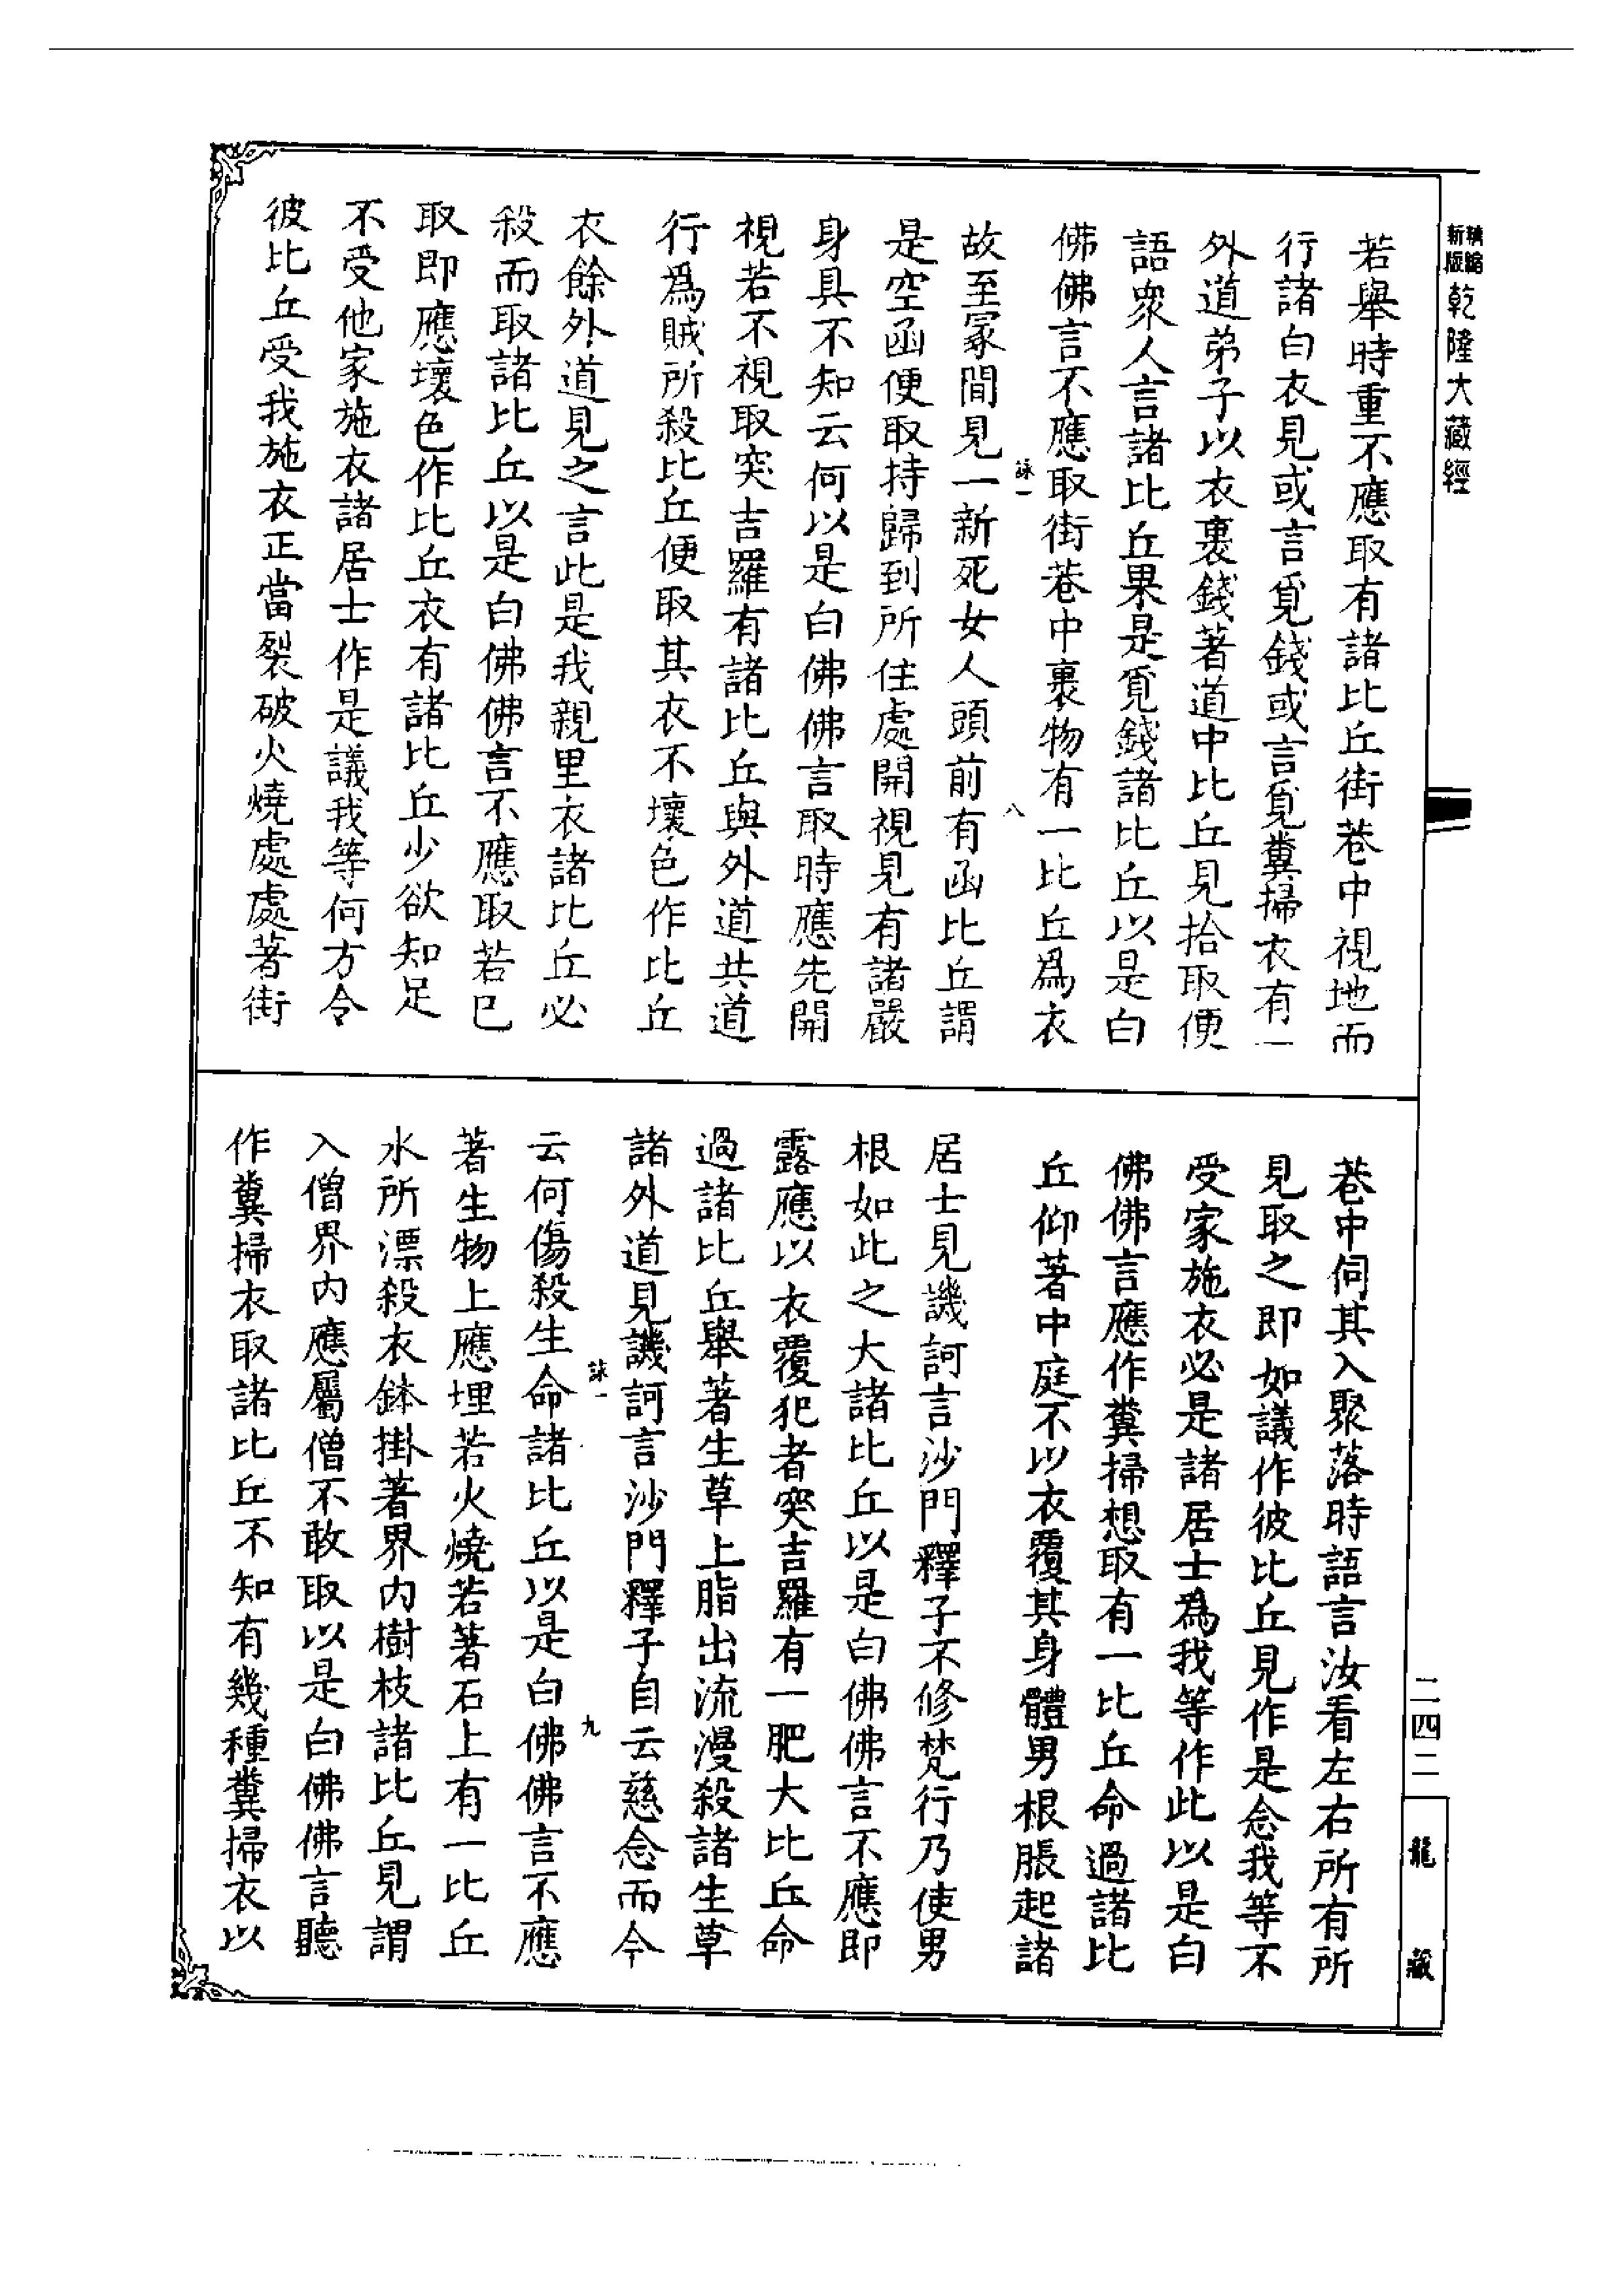 精縮新版乾隆大藏經
若舉時重不應取有諸比丘街巷中視地而
行諸白衣見或言覓錢或言覓糞掃衣有一
外道弟子以衣裹錢著道中比丘見拾取便
語眾人言諸比丘果是覓錢諸比丘以是白
佛佛言不應取街巷中裹物有一比丘爲衣
詠一
八
故至冢間見一新死女人頭前有函比丘謂
是空函便取持歸到所住處開視見有諸嚴
身具不知云何以是白佛佛言取時應先開
視若不視取突吉羅有諸比丘與外道共道
行爲賊所殺比丘便取其衣不壞色作比丘
衣餘外道見之言此是我親里衣諸比丘必
殺而取諸比丘以是白佛佛言不應取若已
取即應壞色作比丘衣有諸比丘少欲知足
不受他家施衣諸居士作是議我等何方令
彼比丘受我施衣正當裂破火燒處處著街
巷中伺其入聚落時語言汝看左右所有所
見取之即如議作彼比丘見作是念我等不
受家施衣必是諸居士為我等作此以是白
佛佛言應作糞掃想取有一比丘命過諸比
丘仰著中庭不以衣覆其身體男根脹起諸
居士見譏訶言沙門釋子不修梵行乃使男
根如此之大諸比丘以是白佛佛言不應即
露應以衣覆犯者突吉羅有一肥大比丘命
過諸比丘舉著生草上脂出流漫殺諸生草
諸外道見譏訶言沙門釋子自云慈念而今
詠一
九
云何傷殺生命諸比丘以是白佛佛言不應
著生物上應埋若火燒若著石上有一比丘
水所漂殺衣鉢掛著界内樹枝諸比丘見謂
入僧界内應屬僧不敢取以是白佛佛言聽
作糞掃衣取諸比丘不知有幾種糞掃衣以
二四二
龍藏